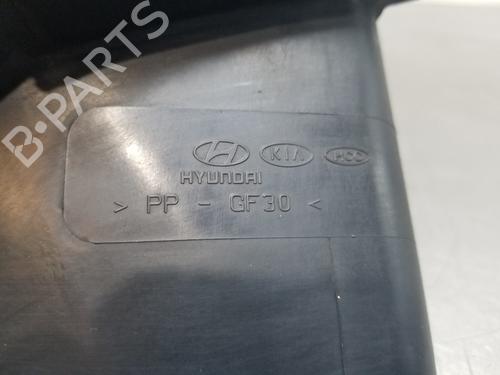 B-PARTS
KIA HCC
HYUNDAI
> PP - GF30 <